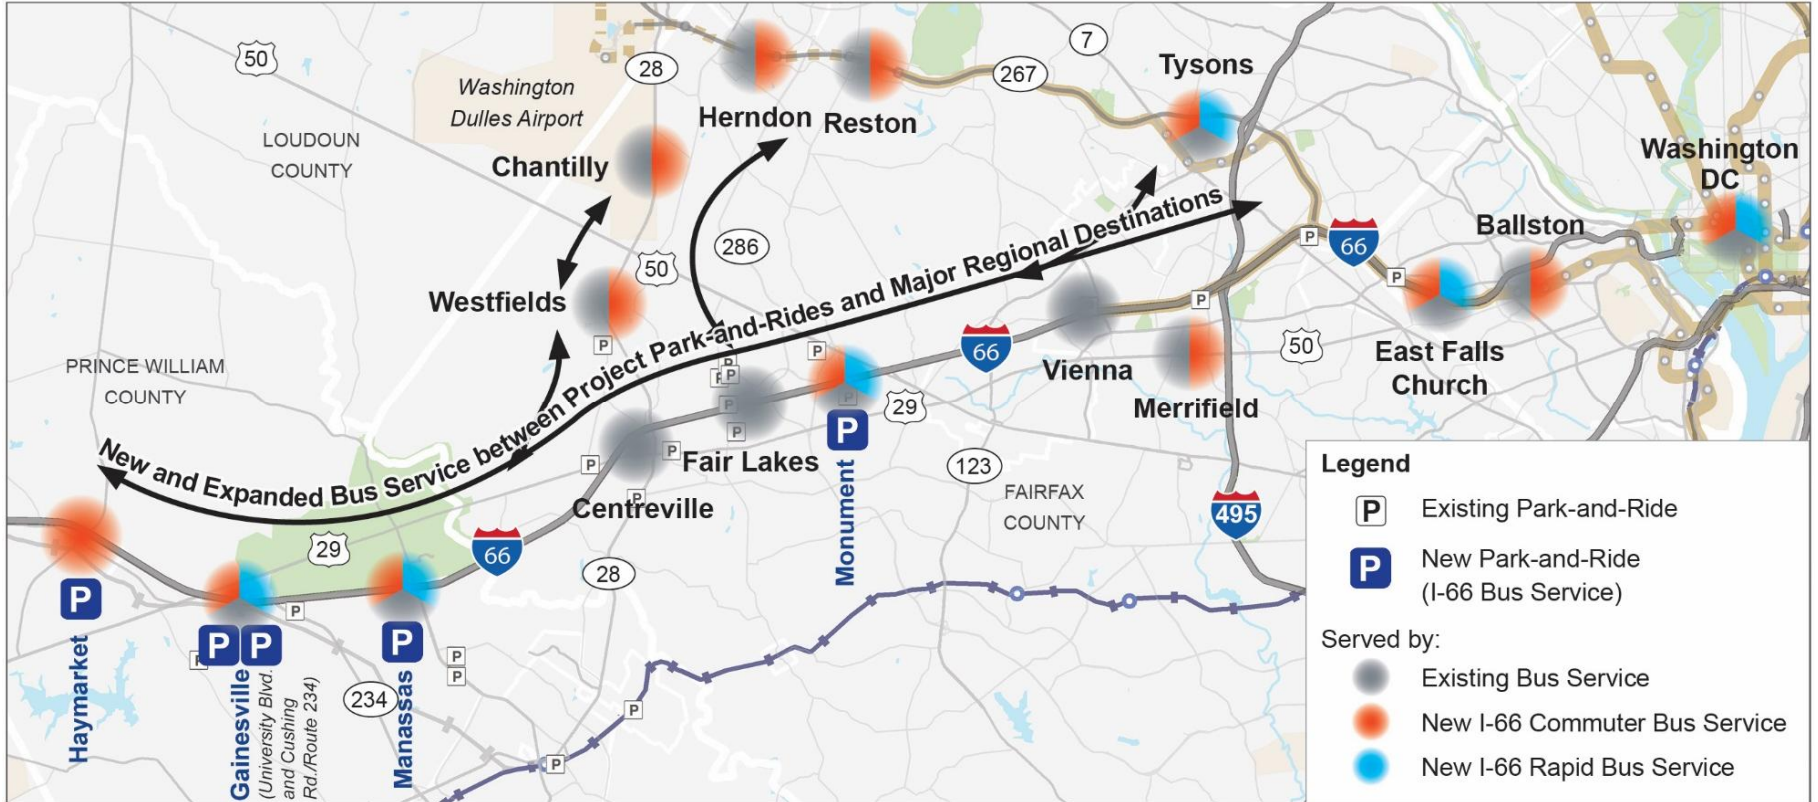 50
28
7
267
Tysons
Washington
Dulles Airport
Herndon
Reston
LOUDOUN
COUNTY
Chantilly
Washington
DC
286
50
66
Ballston
Westfields
New and Expanded Bus Service between Project Park-and-Rides and Major Regional Destinations
P
P
P
P
P
66
50
East Falls
Church
PRINCE WILLIAM
COUNTY
P
P
P
P
P
29
Vienna
Merrifield
P
P
P
P
P
P
Fair Lakes
P
Monument
123
FAIRFAX
COUNTY
495
Centreville
29
66
28
P
Haymarket
P
P
P
P
P
Gainesville
(University Blvd.
and Cushing
Rd./Route 234)
234
P
Manassas
P
P
P
P
Legend
P Existing Park-and-Ride
P New Park-and-Ride
(I-66 Bus Service)
Served by:
Existing Bus Service
New I-66 Commuter Bus Service
New I-66 Rapid Bus Service